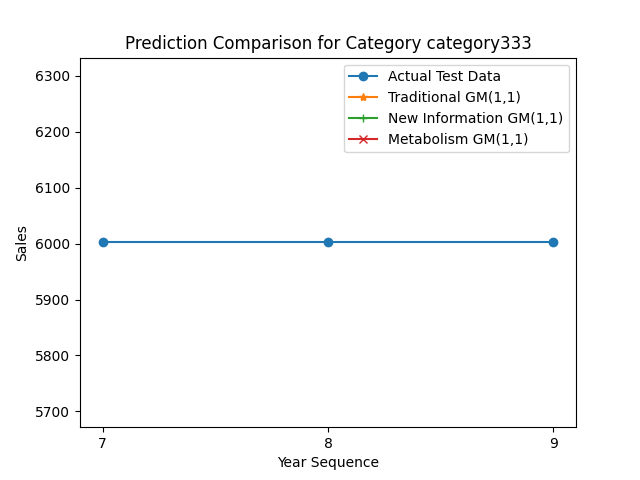 Prediction Comparison for Category category333
Actual Test Data
Traditional GM(1,1)
New Information GM(1,1)
Metabolism GM(1,1)
6300
6200
6100
6000
5900
5800
5700
Sales
7
8
9
Year Sequence